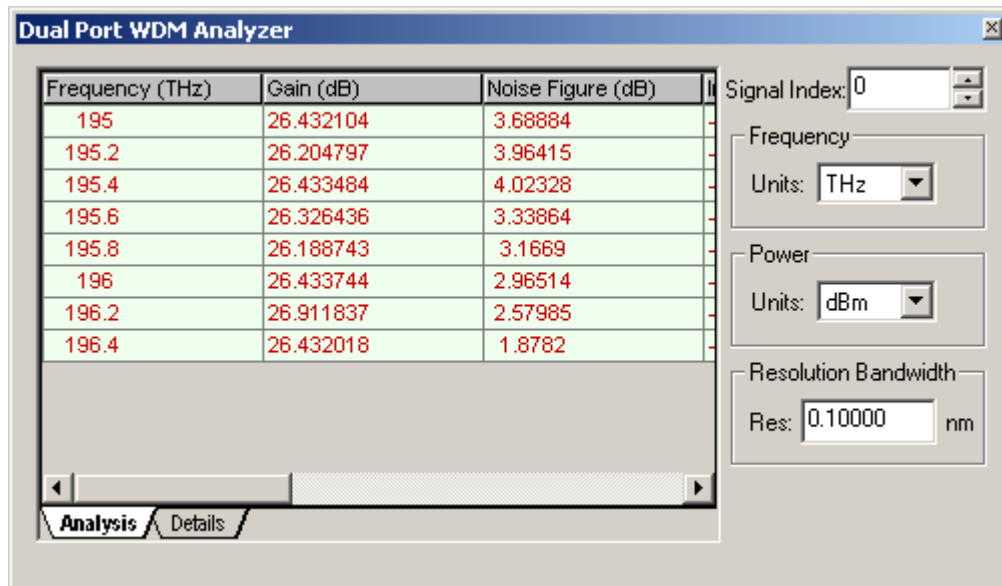 Dual Port WDM Analyzer
Frequency (THz) Gain (dB) Noise Figure (dB)
195 26.432104 3.68884
195.2 26.204797 3.96415
195.4 26.433484 4.02328
195.6 26.326436 3.33864
195.8 26.188743 3.1669
196 26.433744 2.96514
196.2 26.911837 2.57985
196.4 26.432018 1.8782
Analysis Details
Signal Index: 0
Frequency
Units: THz
Power
Units: dBm
Resolution Bandwidth
Res: 0.10000 nm